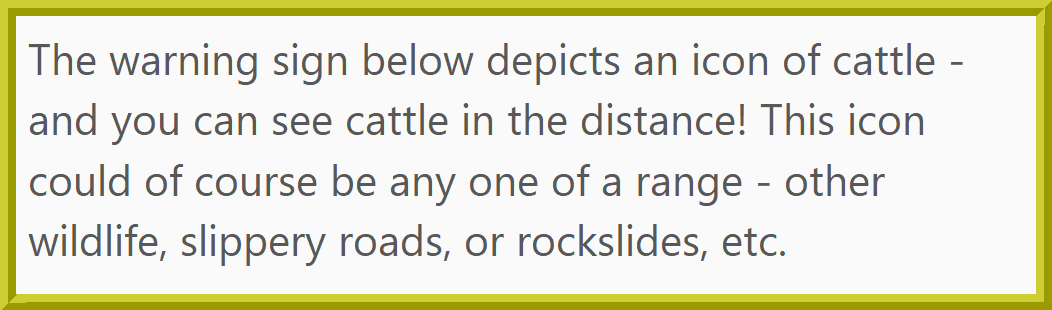 The warning sign below depicts an icon of cattle -
and you can see cattle in the distance! This icon
could of course be any one of a range - other
wildlife, slippery roads, or rockslides, etc.